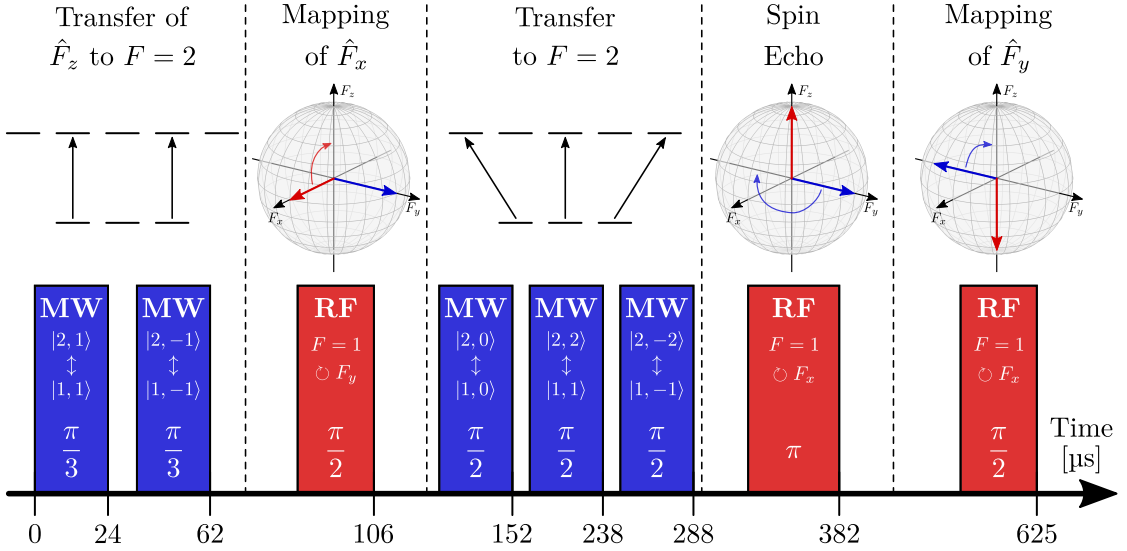 Transfer of
F̂z to F = 2
Mapping
of F̂x
Transfer
to F = 2
Spin
Echo
Mapping
of F̂y
Fz
Fx
Fy
Fz
Fx
Fy
Fz
Fx
Fy
MW
|2, 1⟩
↕
|1, 1⟩
π
3
MW
|2, −1⟩
↕
|1, −1⟩
π
3
RF
F = 1
↻ Fy
π
2
MW
|2, 0⟩
↕
|1, 0⟩
π
2
MW
|2, 2⟩
↕
|1, 1⟩
π
2
MW
|2, −2⟩
↕
|1, −1⟩
π
2
RF
F = 1
↻ Fx
π
RF
F = 1
↻ Fx
π
2
Time
[µs]
0
24
62
106
152
238
288
382
625